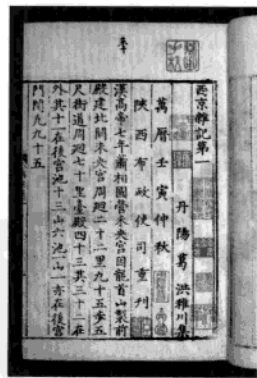 西京雜記第一
丹陽葛 洪稚川集
萬曆壬寅仲秋
陝西布政使司重刊
漢高帝七年蕭相國營未央宮因龍首山製前
殿建北闕未央宮周廻二十二里九十五步五
尺街道周廻七十里臺殿四十三其三十二在
外其十一在後宮池十三山六池一山一亦在後宮
門闥凡九十五